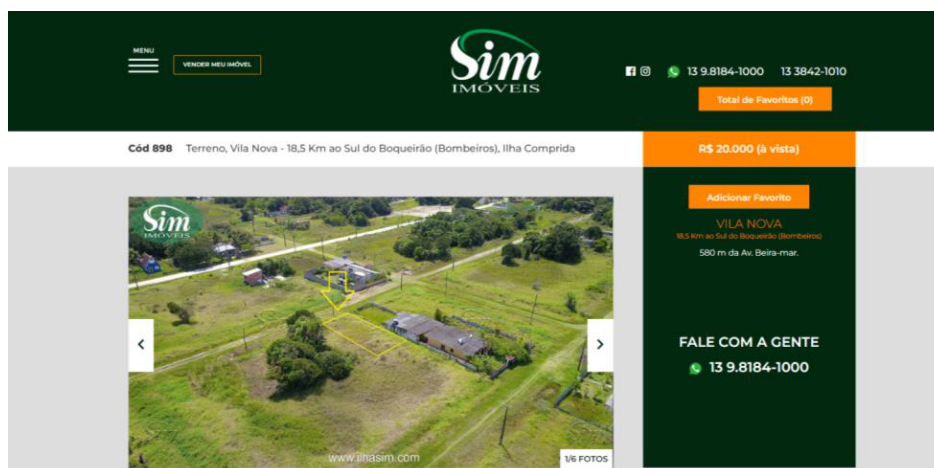 MENU
VENDER MEU IMÓVEL
Sim
IMÓVEIS
13 9.8184-1000 13 3842-1010
Total de Favoritos (0)
Cód 898 Terreno, Vila Nova - 18,5 Km ao Sul do Boqueirão (Bombeiros), Ilha Comprida
R$ 20.000 (à vista)
Sim
IMÓVEIS
www.ilhasim.com
1/6 FOTOS
Adicionar Favorito
VILA NOVA
18,5 Km ao Sul do Boqueirão (Bombeiros)
580 m da Av. Beira-mar.
FALE COM A GENTE
13 9.8184-1000